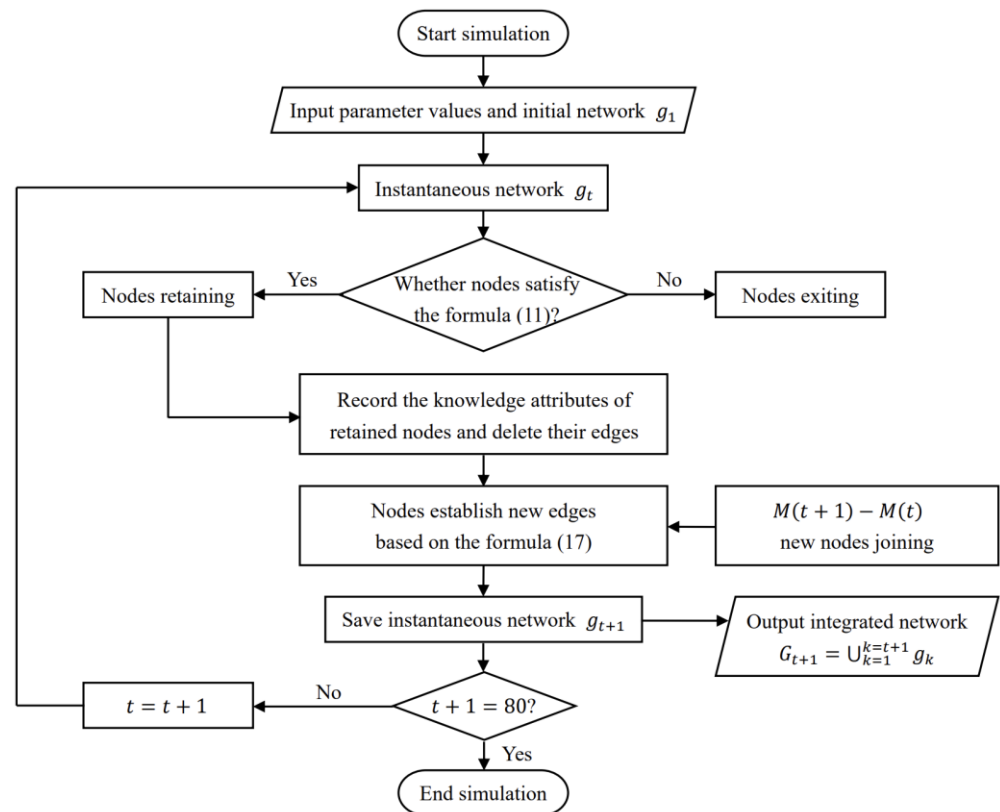 Start simulation
Input parameter values and initial network g₁
Instantaneous network gₜ
Yes
Whether nodes satisfy
the formula (11)?
No
Nodes retaining
Nodes exiting
Record the knowledge attributes of
retained nodes and delete their edges
Nodes establish new edges
based on the formula (17)
M(t + 1) − M(t)
new nodes joining
Save instantaneous network gₜ₊₁
Output integrated network
Gₜ₊₁ = ⋃ₖ₌₁ᵏ⁼ᵗ⁺¹ gₖ
No
t = t + 1
t + 1 = 80?
Yes
End simulation